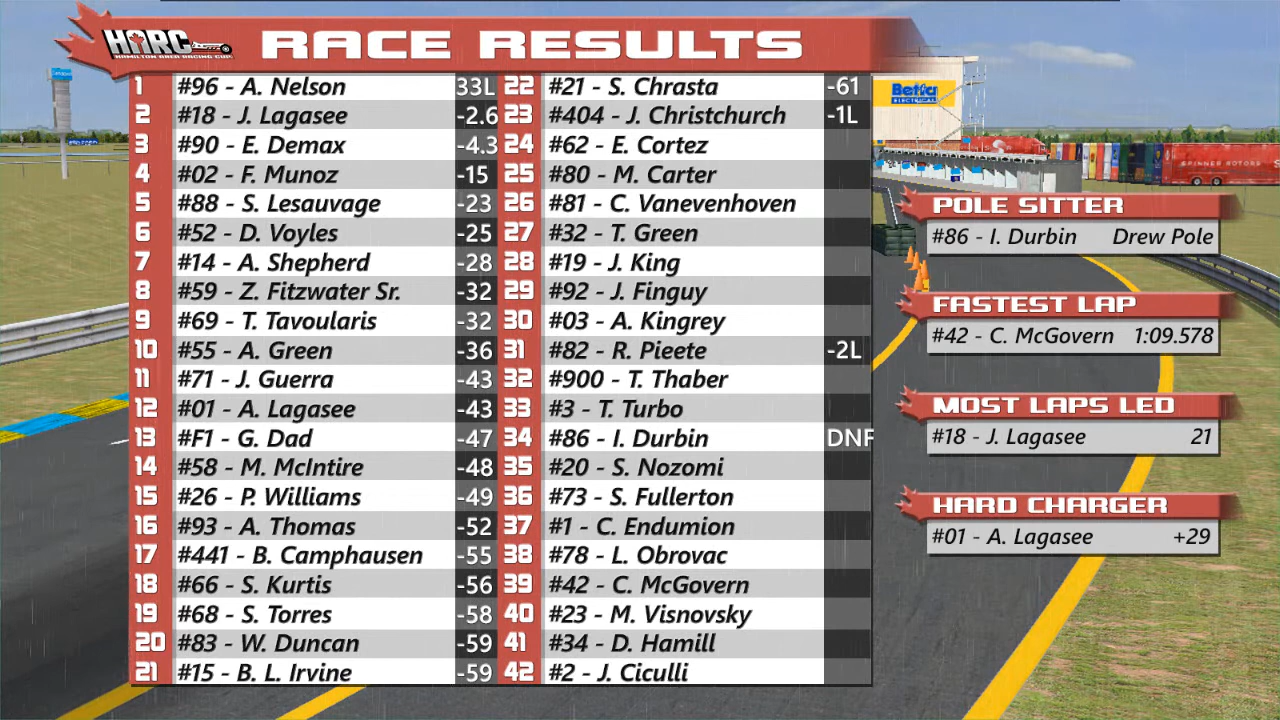 HARC
HAMILTON ARCA RACING CUP
RACE RESULTS
1 #96 - A. Nelson 33L
2 #18 - J. Lagasee -2.6
3 #90 - E. Demax -4.3
4 #02 - F. Munoz -15
5 #88 - S. Lesauvage -23
6 #52 - D. Voyles -25
7 #14 - A. Shepherd -28
8 #59 - Z. Fitzwater Sr. -32
9 #69 - T. Tavoularis -32
10 #55 - A. Green -36
11 #71 - J. Guerra -43
12 #01 - A. Lagasee -43
13 #F1 - G. Dad -47
14 #58 - M. McIntire -48
15 #26 - P. Williams -49
16 #93 - A. Thomas -52
17 #441 - B. Camphausen -55
18 #66 - S. Kurtis -56
19 #68 - S. Torres -58
20 #83 - W. Duncan -59
21 #15 - B. L. Irvine -59
22 #21 - S. Chrasta -61
23 #404 - J. Christchurch -1L
24 #62 - E. Cortez
25 #80 - M. Carter
26 #81 - C. Vanevenhoven
27 #32 - T. Green
28 #19 - J. King
29 #92 - J. Finguy
30 #03 - A. Kingrey
31 #82 - R. Pieete -2L
32 #900 - T. Thaber
33 #3 - T. Turbo
34 #86 - I. Durbin DNF
35 #20 - S. Nozomi
36 #73 - S. Fullerton
37 #1 - C. Endumion
38 #78 - L. Obrovac
39 #42 - C. McGovern
40 #23 - M. Visnovsky
41 #34 - D. Hamill
42 #2 - J. Ciculli
Betta
ELECTRICAL
SPINNER ROTORS
POLE SITTER
#86 - I. Durbin Drew Pole
FASTEST LAP
#42 - C. McGovern 1:09.578
MOST LAPS LED
#18 - J. Lagasee 21
HARD CHARGER
#01 - A. Lagasee +29